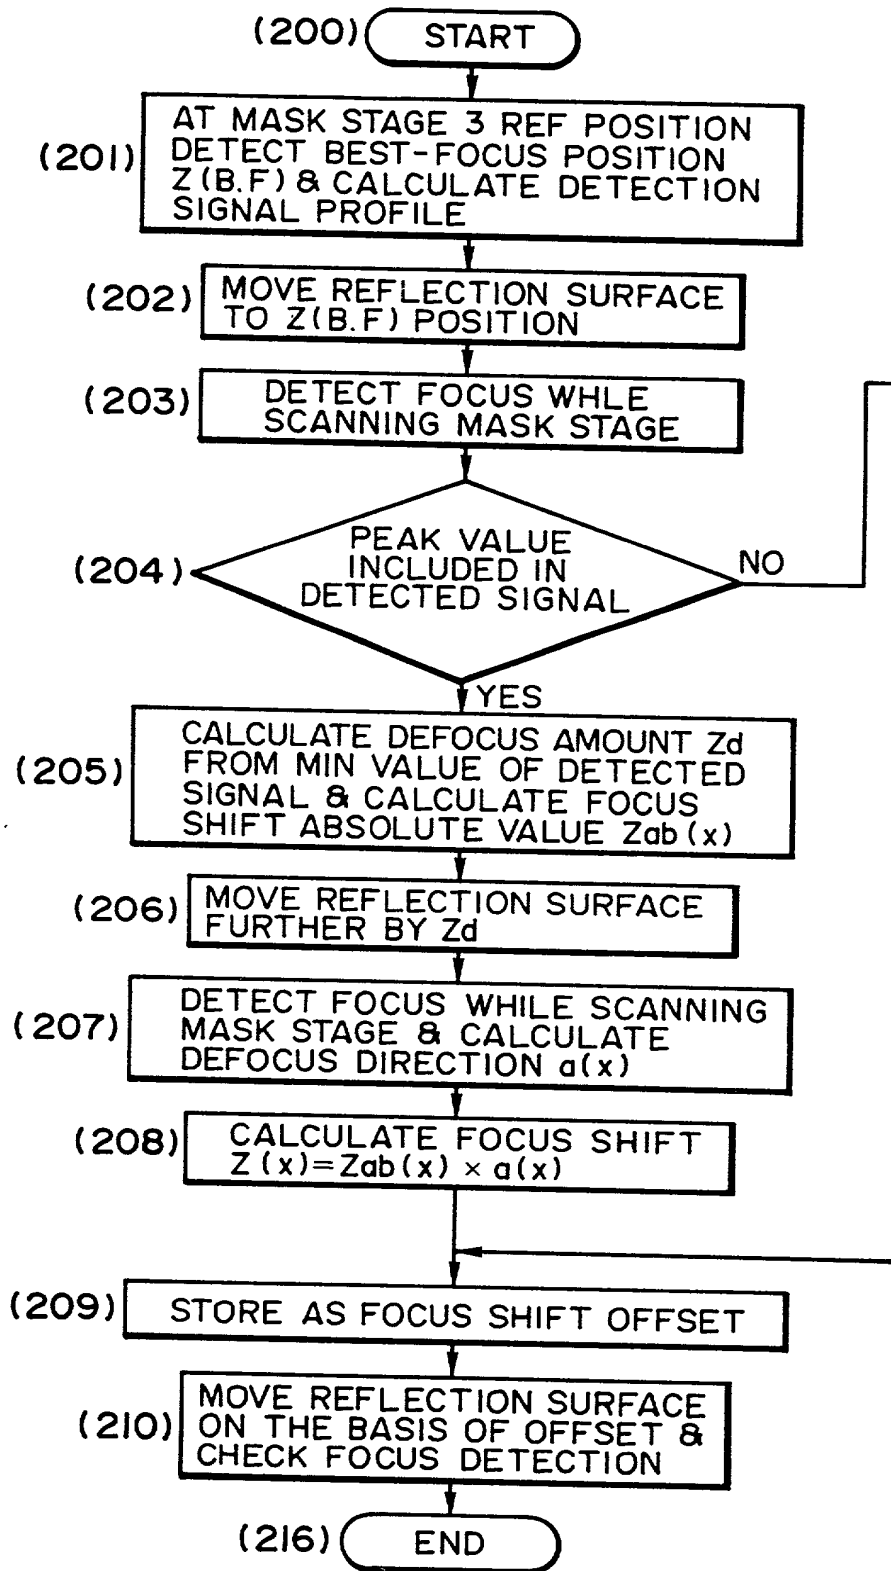 (200) START
(201) AT MASK STAGE 3 REF POSITION
DETECT BEST-FOCUS POSITION
Z(B.F) & CALCULATE DETECTION
SIGNAL PROFILE
(202) MOVE REFLECTION SURFACE
TO Z(B.F) POSITION
(203) DETECT FOCUS WHLE
SCANNING MASK STAGE
(204) PEAK VALUE
INCLUDED IN
DETECTED SIGNAL
NO
YES
(205) CALCULATE DEFOCUS AMOUNT Zd
FROM MIN VALUE OF DETECTED
SIGNAL & CALCULATE FOCUS
SHIFT ABSOLUTE VALUE Zab(x)
(206) MOVE REFLECTION SURFACE
FURTHER BY Zd
(207) DETECT FOCUS WHILE SCANNING
MASK STAGE & CALCULATE
DEFOCUS DIRECTION a(x)
(208) CALCULATE FOCUS SHIFT
Z(x)=Zab(x) × a(x)
(209) STORE AS FOCUS SHIFT OFFSET
(210) MOVE REFLECTION SURFACE
ON THE BASIS OF OFFSET &
CHECK FOCUS DETECTION
(216) END